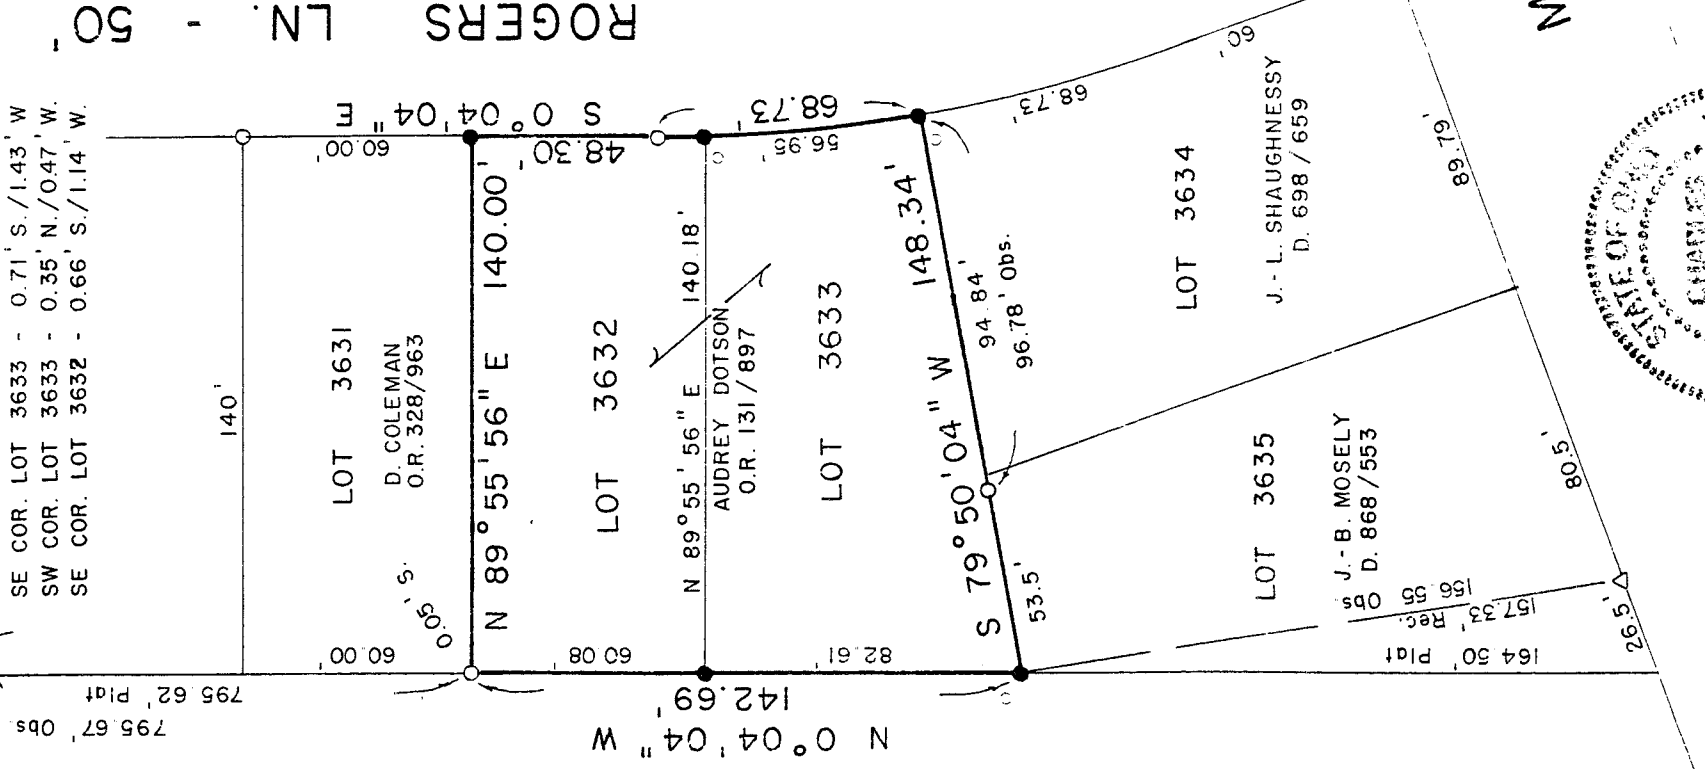 ROGERS LN. - 50'
SE COR. LOT 3633 - 0.71' S./1.43' W
SW COR. LOT 3633 - 0.35' N./0.47' W.
SE COR. LOT 3632 - 0.66' S./1.14' W.
S 0°04'04" E
60.00'
48.30'
68.73'
56.95'
68.73'
60'
140'
LOT 3631
D. COLEMAN
O.R. 328/963
0.05' S.
N 89°55'56" E 140.00'
LOT 3632
N 89°55'56" E 140.18'
AUDREY DOTSON
O.R. 131/897
LOT 3633
S 79°50'04" W 148.34'
94.84'
96.78' Obs.
53.5'
LOT 3634
J.-L. SHAUGHNESSY
D. 698/659
89.79'
LOT 3635
J.-B. MOSELY
D. 868/553
80.5'
26.5'
156.55 Obs
157.33' Rec.
164.50' Plat
60.00'
60.08
82.61'
142.69'
N 0°04'04" W
795.62' Plat
795.67' Obs.
STATE OF OHIO
M